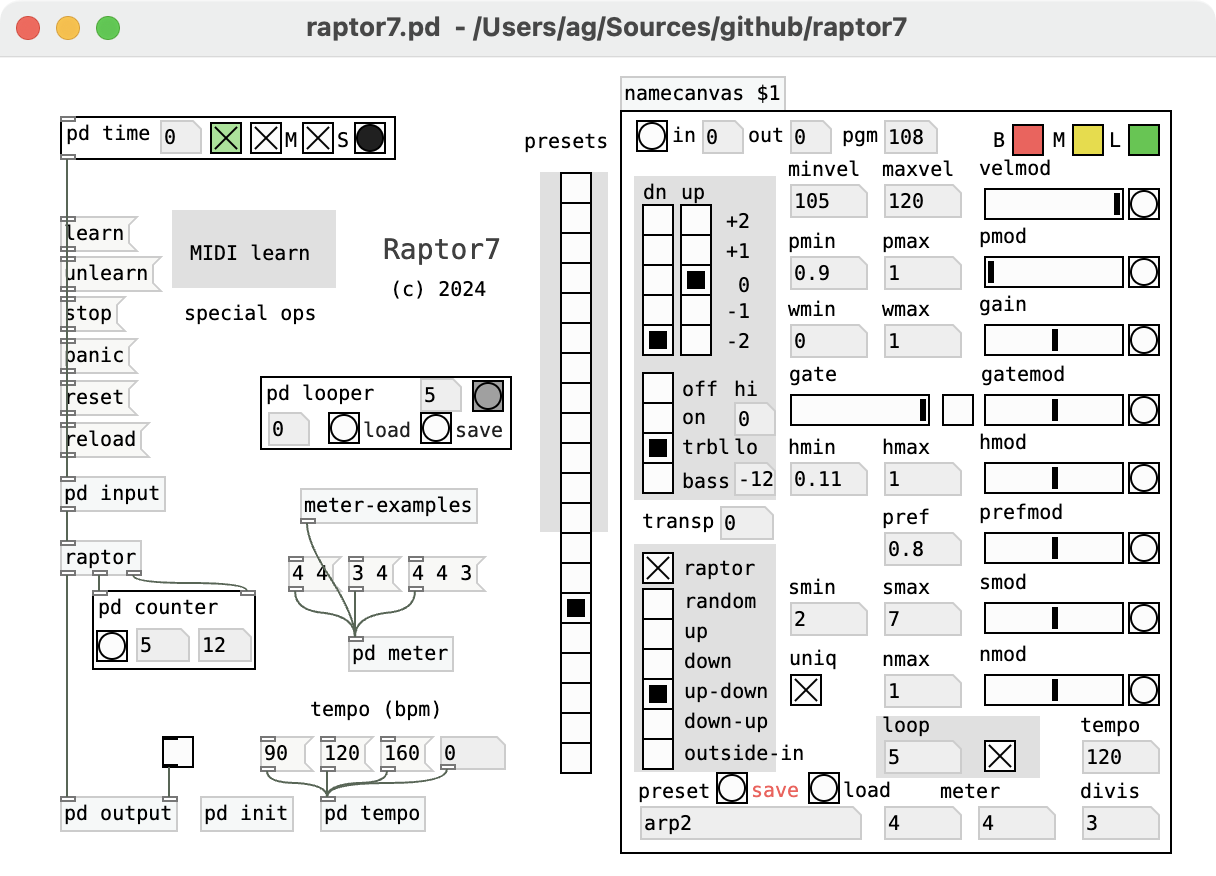 raptor7.pd - /Users/ag/Sources/github/raptor7
namecanvas $1
pd time 0 M S
presets
in 0 out 0 pgm 108 B M L
minvel maxvel velmod
105 120
dn up
+2
+1
0
-1
-2
learn
unlearn
stop
panic
reset
reload
MIDI learn
special ops
Raptor7
(c) 2024
pmin pmax pmod
0.9 1
wmin wmax gain
0 1
gate gatemod
pd looper 5
0 load save
off hi
on 0
trbl lo
bass -12
hmin hmax hmod
0.11 1
transp 0
pref prefmod
0.8
pd input
raptor
meter-examples
4 4 3 4 4 4 3
pd meter
pd counter
5 12
raptor
random
up
down
up-down
down-up
outside-in
smin smax smod
2 7
uniq nmax nmod
1
tempo (bpm)
90 120 160 0
pd output pd init pd tempo
loop tempo
5 120
preset save load meter divis
arp2 4 4 3